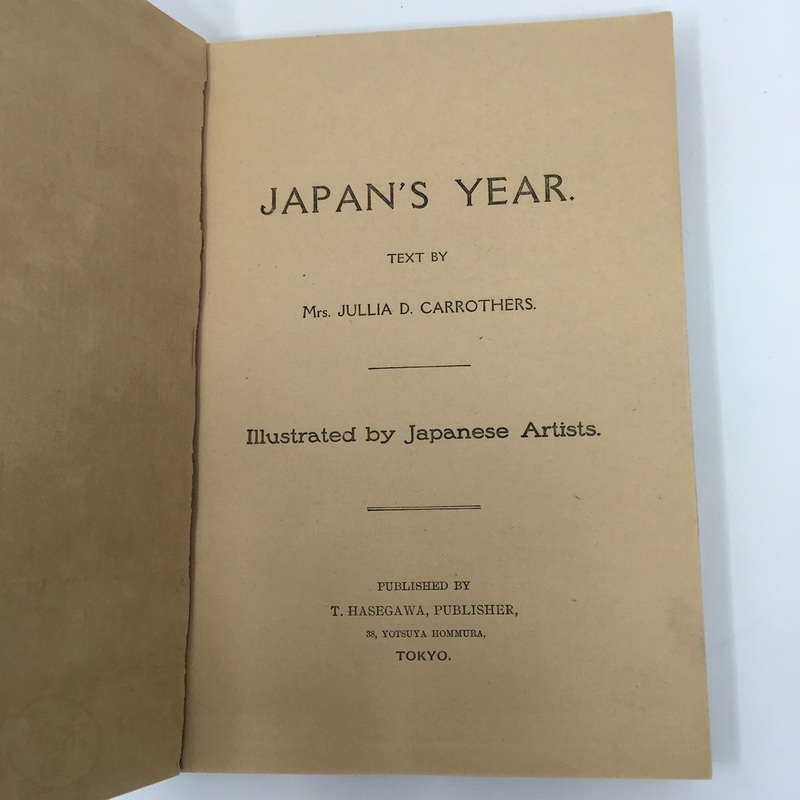 JAPAN'S YEAR.
TEXT BY
Mrs. JULLIA D. CARROTHERS.
Illustrated by Japanese Artists.
PUBLISHED BY
T. HASEGAWA, PUBLISHER,
38, YOTSUYA HOMMURA,
TOKYO.